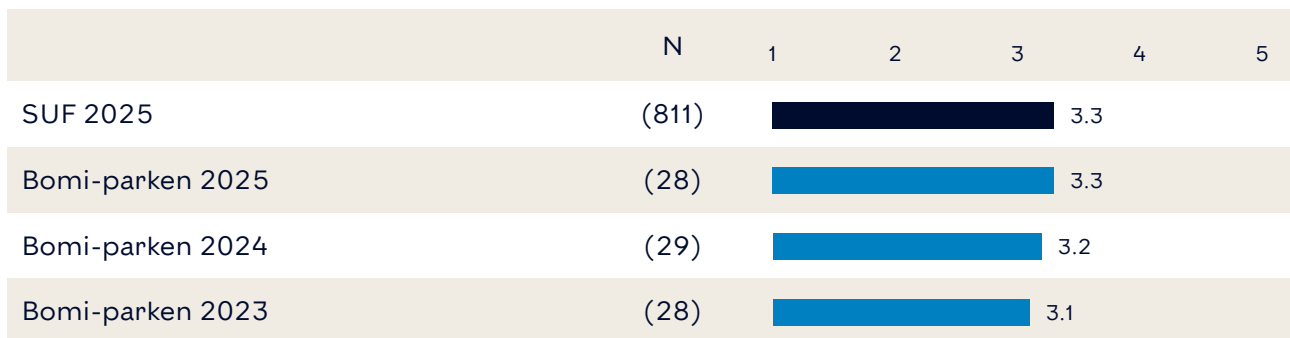 N 1 2 3 4 5
SUF 2025 (811) 3.3
Bomi-parken 2025 (28) 3.3
Bomi-parken 2024 (29) 3.2
Bomi-parken 2023 (28) 3.1